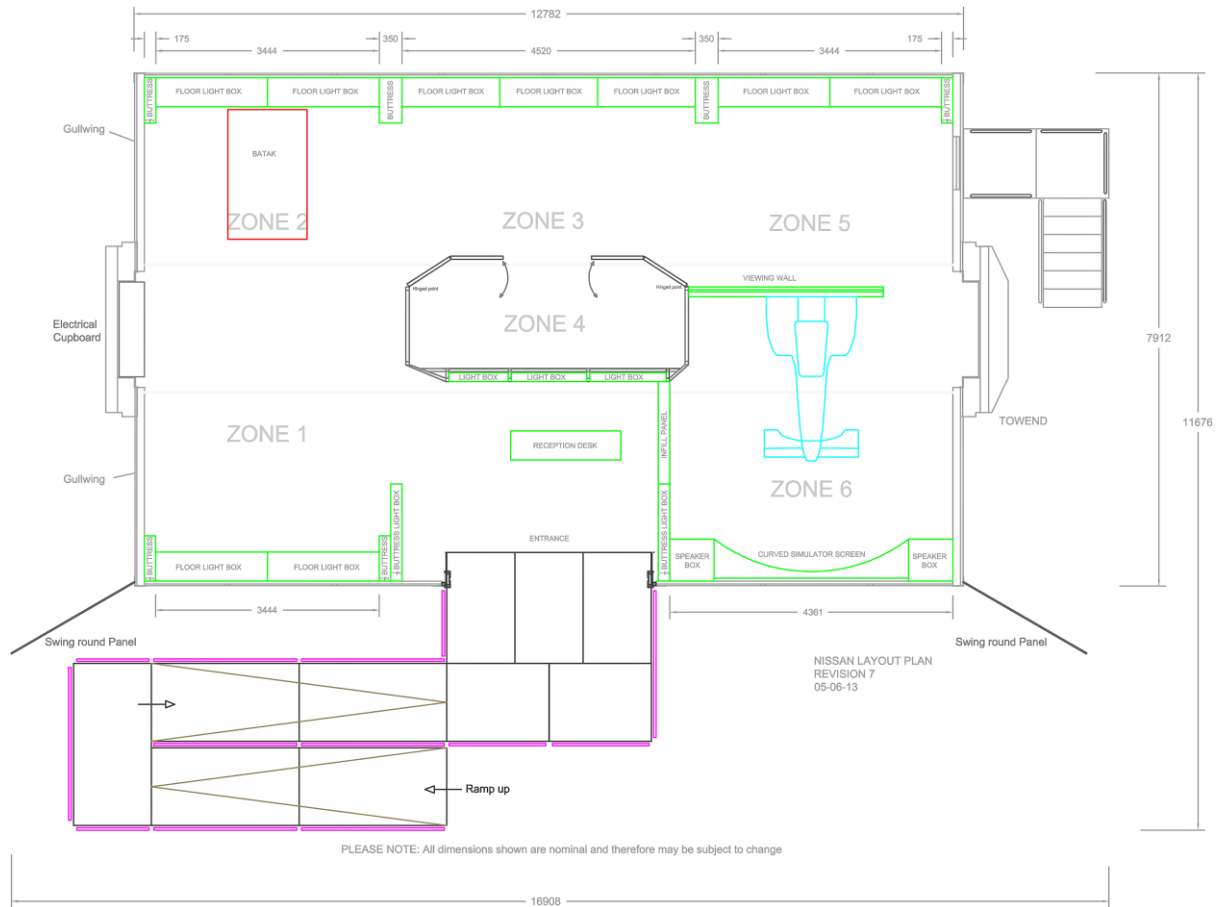 12782
175
3444
350
4520
350
3444
175
BUTTRESS
FLOOR LIGHT BOX
FLOOR LIGHT BOX
BUTTRESS
FLOOR LIGHT BOX
FLOOR LIGHT BOX
FLOOR LIGHT BOX
BUTTRESS
FLOOR LIGHT BOX
FLOOR LIGHT BOX
BUTTRESS
Gullwing
BATAK
ZONE 2
ZONE 3
ZONE 5
VIEWING WALL
Hinged point
Hinged point
Electrical
Cupboard
ZONE 4
7912
LIGHT BOX
LIGHT BOX
LIGHT BOX
TOWEND
11676
ZONE 1
RECEPTION DESK
INFILL PANEL
Gullwing
ZONE 6
BUTTRESS LIGHT BOX
BUTTRESS LIGHT BOX
ENTRANCE
BUTTRESS
FLOOR LIGHT BOX
FLOOR LIGHT BOX
BUTTRESS
SPEAKER
BOX
CURVED SIMULATOR SCREEN
SPEAKER
BOX
3444
4361
Swing round Panel
Swing round Panel
NISSAN LAYOUT PLAN
REVISION 7
05-06-13
Ramp up
PLEASE NOTE: All dimensions shown are nominal and therefore may be subject to change
16908